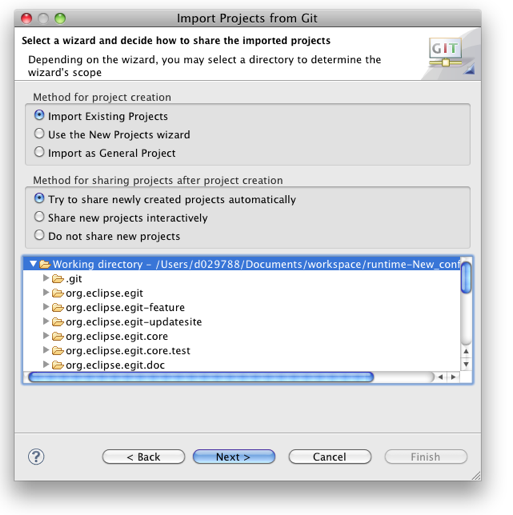 Import Projects from Git
Select a wizard and decide how to share the imported projects
Depending on the wizard, you may select a directory to determine the
wizard's scope
GIT
Method for project creation
Import Existing Projects
Use the New Projects wizard
Import as General Project
Method for sharing projects after project creation
Try to share newly created projects automatically
Share new projects interactively
Do not share new projects
Working directory - /Users/d029788/Documents/workspace/runtime-New_conf
.git
org.eclipse.egit
org.eclipse.egit-feature
org.eclipse.egit-updatesite
org.eclipse.egit.core
org.eclipse.egit.core.test
org.eclipse.egit.doc
?
< Back
Next >
Cancel
Finish